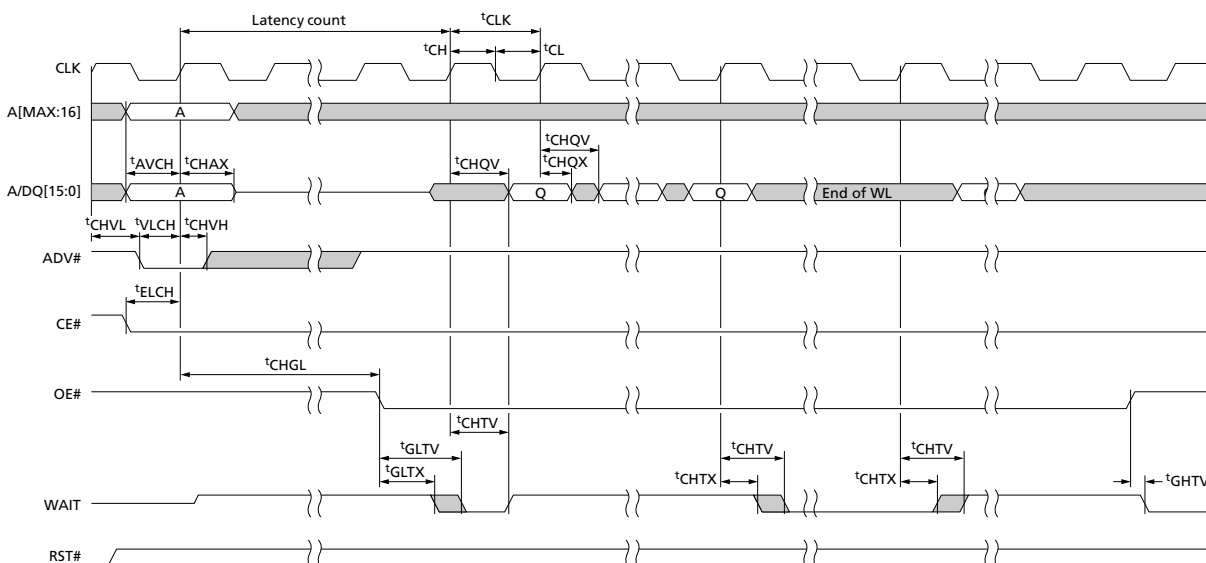 Latency count
tCLK
tCH
tCL
CLK
A[MAX:16]
A
tCHQV
tAVCH
tCHAX
tCHQV
tCHQX
A/DQ[15:0]
A
Q
Q
End of WL
tCHVL
tVLCH
tCHVH
ADV#
tELCH
CE#
tCHGL
OE#
tCHTV
tGLTV
tCHTV
tCHTV
tGLTX
tCHTX
tCHTX
tGHTV
WAIT
RST#